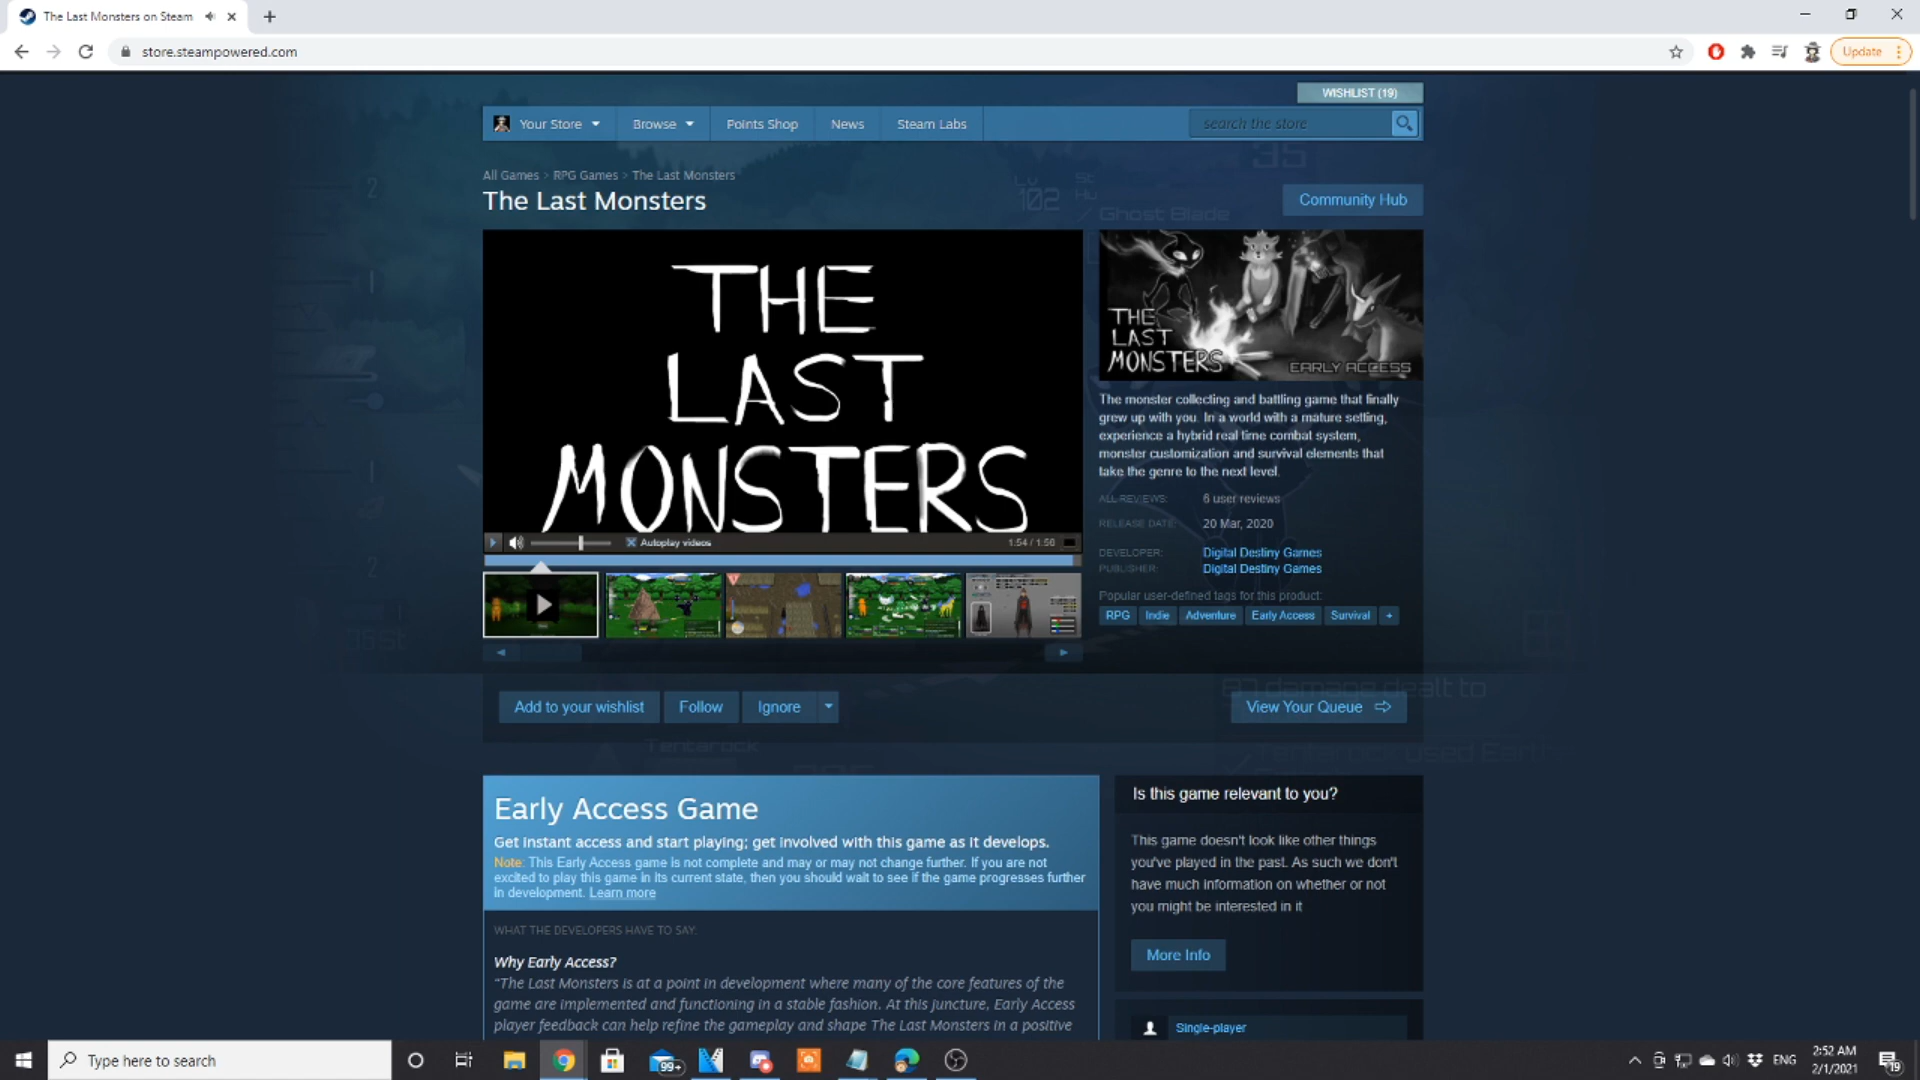 The Last Monsters on Steam
store.steampowered.com
Update
WISHLIST (19)
Your Store
Browse
Points Shop
News
Steam Labs
search the store
All Games > RPG Games > The Last Monsters
The Last Monsters
Community Hub
THE
LAST
MONSTERS
THE
LAST
MONSTERS
EARLY ACCESS
The monster collecting and battling game that finally
grew up with you. In a world with a mature setting,
experience a hybrid real time combat system,
monster customization and survival elements that
take the genre to the next level.
ALL REVIEWS:
6 user reviews
RELEASE DATE:
20 Mar, 2020
DEVELOPER:
Digital Destiny Games
PUBLISHER:
Digital Destiny Games
Popular user-defined tags for this product:
RPG
Indie
Adventure
Early Access
Survival
+
Autoplay videos
1:54 / 1:56
Add to your wishlist
Follow
Ignore
View Your Queue
35
102
Ghost Blade
damage dealt to
Tentarock
Early Access Game
Get instant access and start playing; get involved with this game as it develops.
Note: This Early Access game is not complete and may or may not change further. If you are not
excited to play this game in its current state, then you should wait to see if the game progresses further
in development. Learn more
WHAT THE DEVELOPERS HAVE TO SAY:
Why Early Access?
“The Last Monsters is at a point in development where many of the core features of the
game are implemented and functioning in a stable fashion. At this juncture, Early Access
player feedback can help refine the gameplay and shape The Last Monsters in a positive
Is this game relevant to you?
This game doesn't look like other things
you've played in the past. As such we don't
have much information on whether or not
you might be interested in it
More Info
Single-player
Type here to search
99+
ENG
2:52 AM
2/1/2021
19